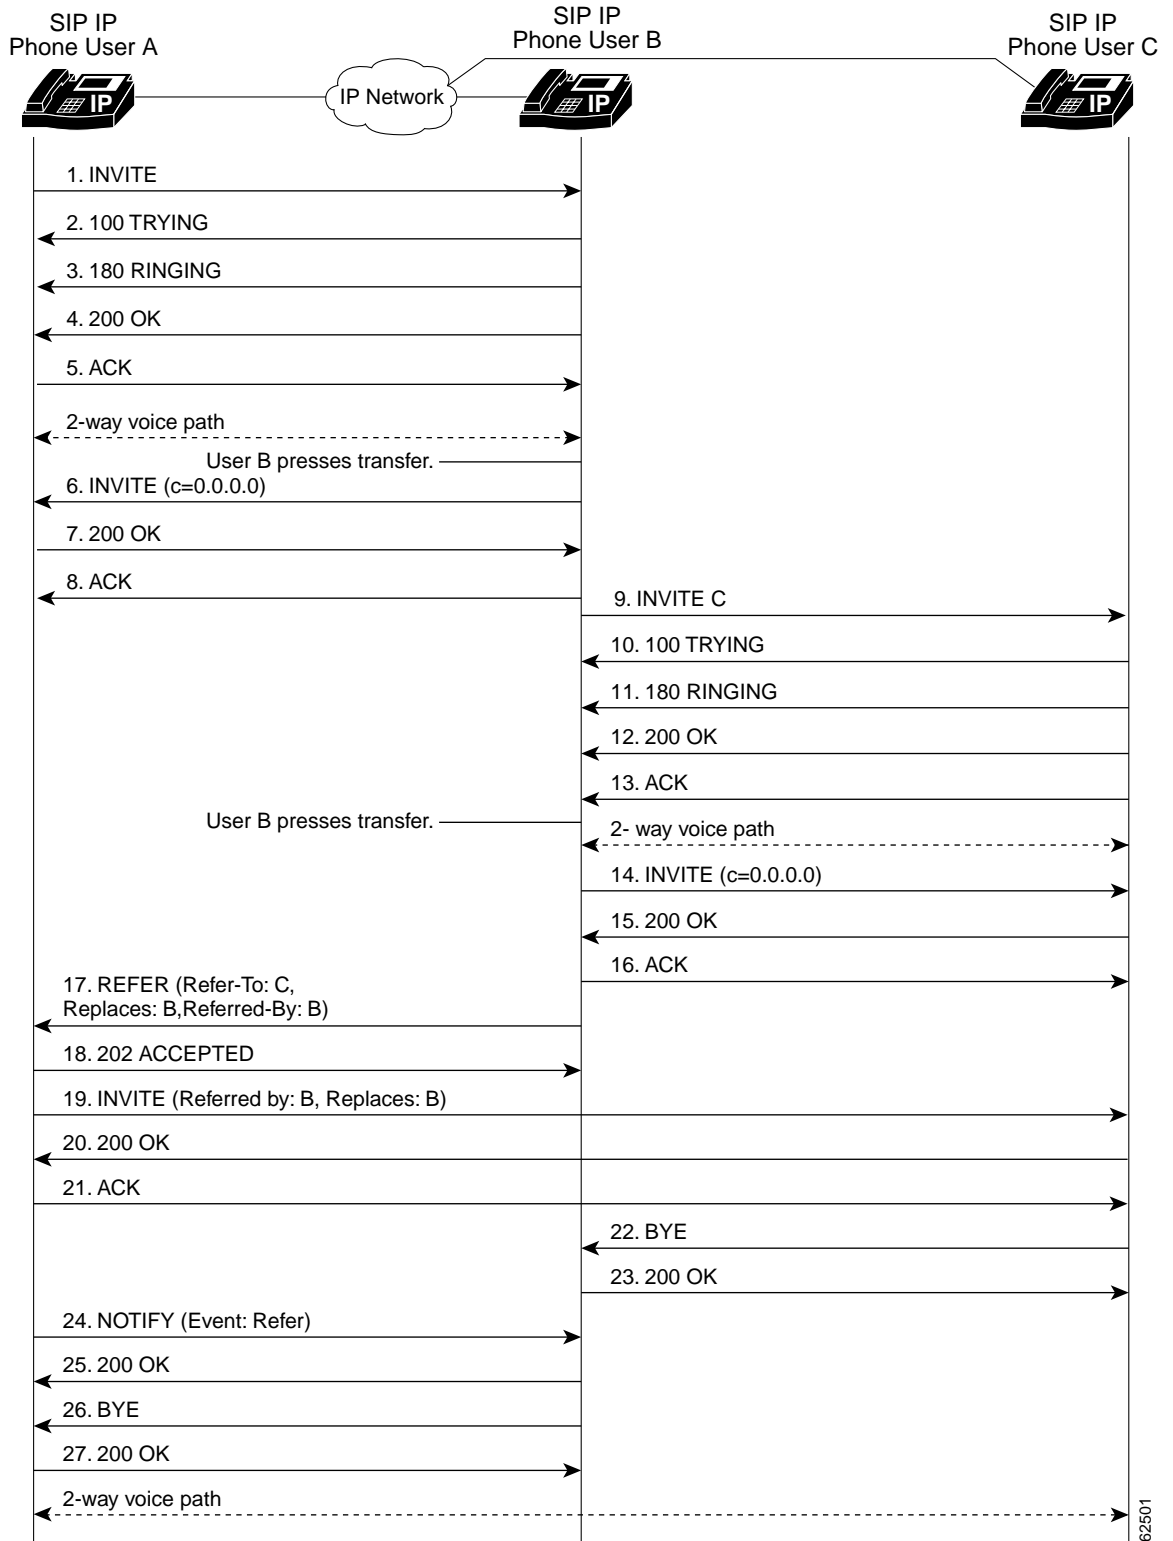 SIP IP
Phone User A
SIP IP
Phone User B
SIP IP
Phone User C
IP
IP Network
IP
IP
1. INVITE
2. 100 TRYING
3. 180 RINGING
4. 200 OK
5. ACK
2-way voice path
User B presses transfer.
6. INVITE (c=0.0.0.0)
7. 200 OK
8. ACK
9. INVITE C
10. 100 TRYING
11. 180 RINGING
12. 200 OK
13. ACK
User B presses transfer.
2- way voice path
14. INVITE (c=0.0.0.0)
15. 200 OK
16. ACK
17. REFER (Refer-To: C,
Replaces: B,Referred-By: B)
18. 202 ACCEPTED
19. INVITE (Referred by: B, Replaces: B)
20. 200 OK
21. ACK
22. BYE
23. 200 OK
24. NOTIFY (Event: Refer)
25. 200 OK
26. BYE
27. 200 OK
2-way voice path
62501